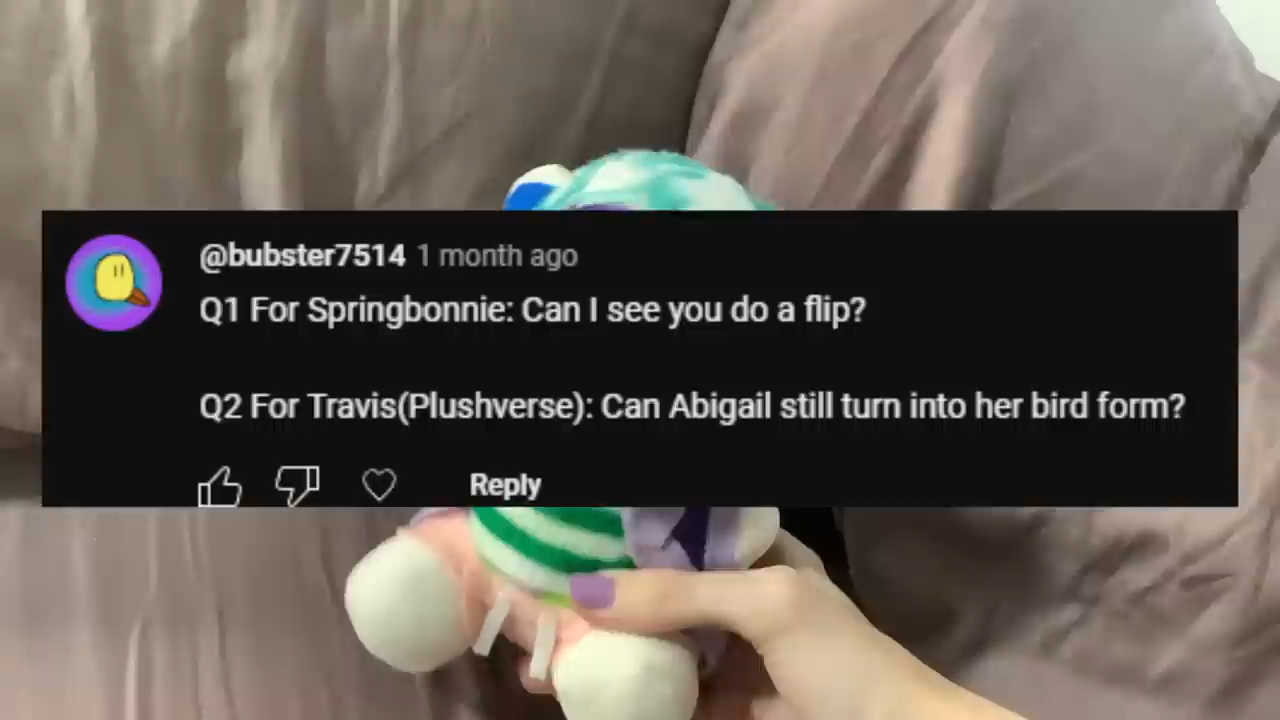 @bubster7514 1 month ago
Q1 For Springbonnie: Can I see you do a flip?
Q2 For Travis(Plushverse): Can Abigail still turn into her bird form?
Reply